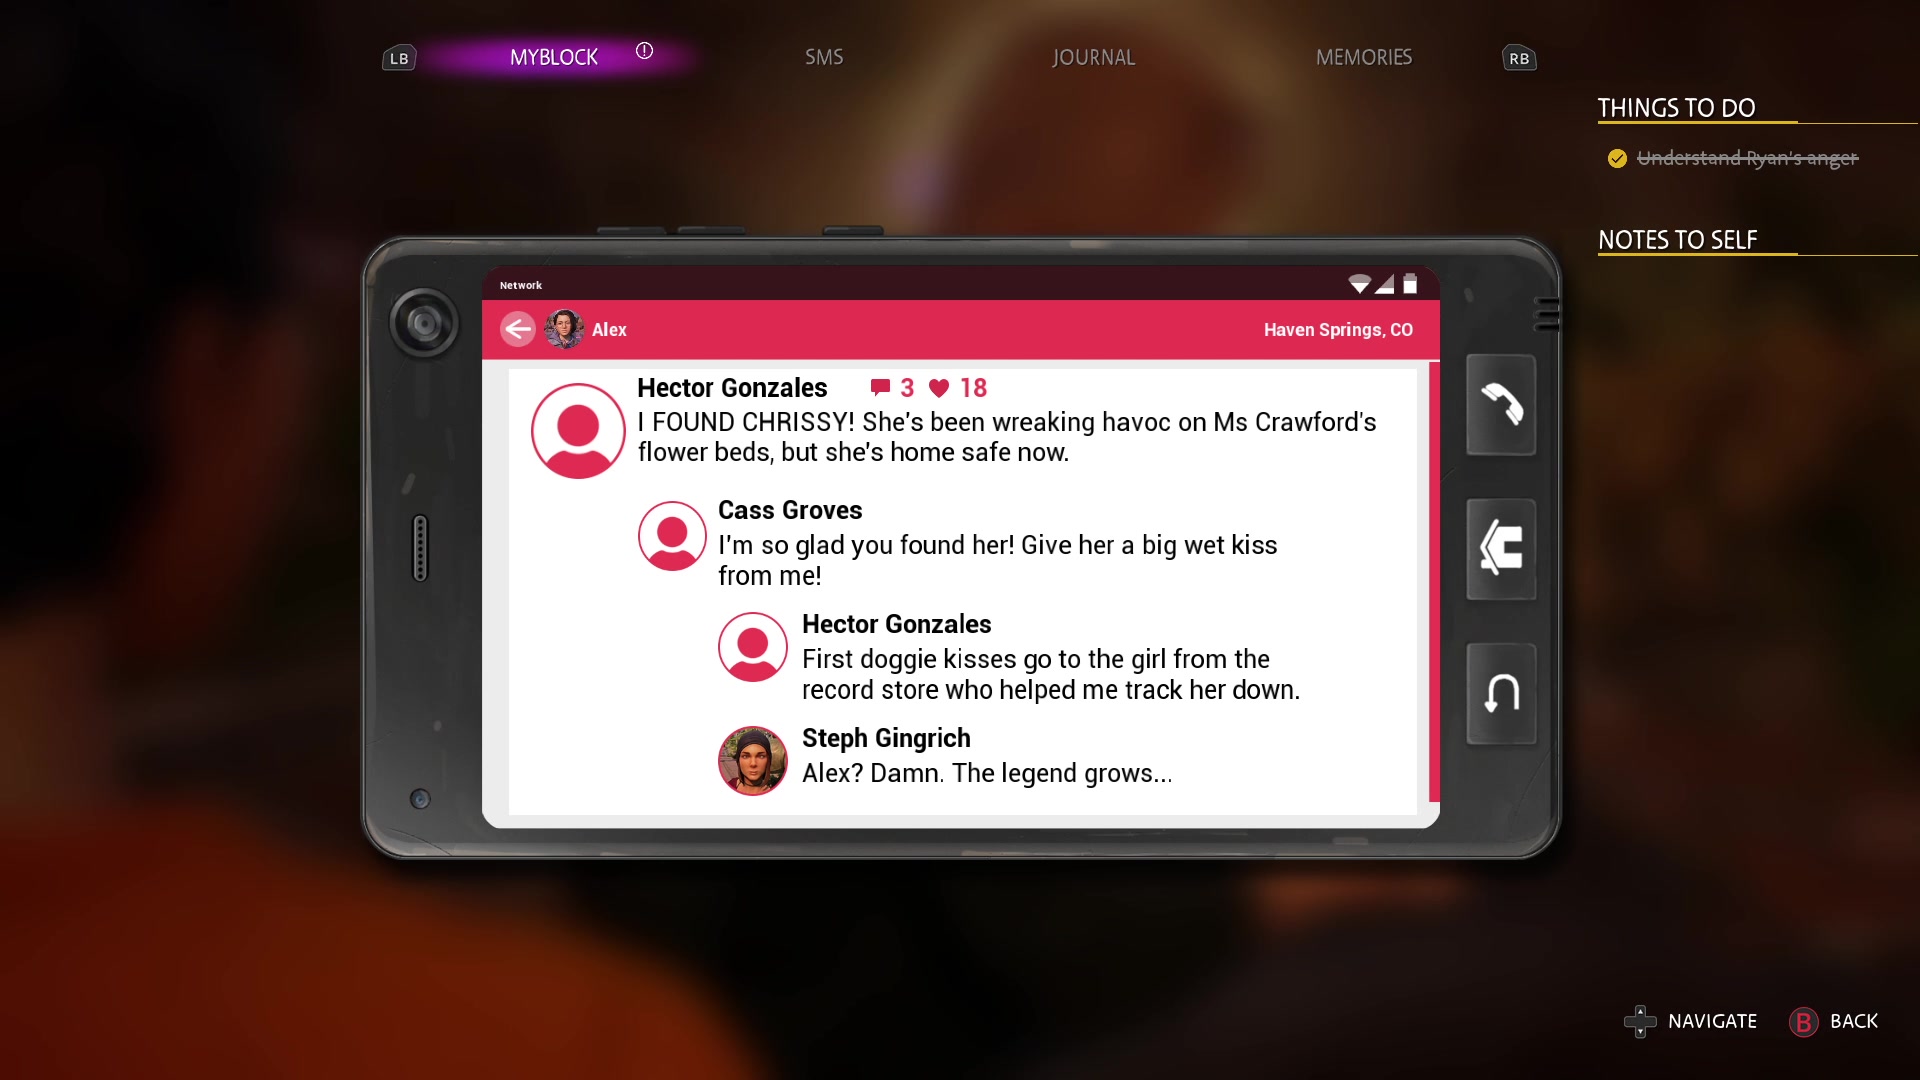 LB
MYBLOCK
SMS
JOURNAL
MEMORIES
RB
THINGS TO DO
Understand Ryan's anger
NOTES TO SELF
Network
Alex
Haven Springs, CO
Hector Gonzales 3 18
I FOUND CHRISSY! She's been wreaking havoc on Ms Crawford's
flower beds, but she's home safe now.
Cass Groves
I'm so glad you found her! Give her a big wet kiss
from me!
Hector Gonzales
First doggie kisses go to the girl from the
record store who helped me track her down.
Steph Gingrich
Alex? Damn. The legend grows...
NAVIGATE
B BACK